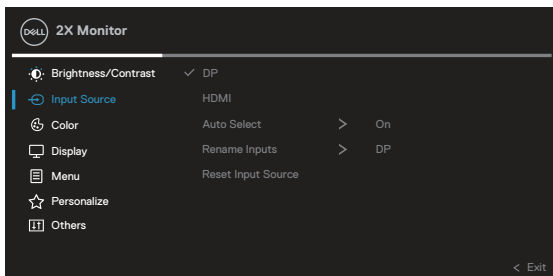 DELL 2X Monitor
Brightness/Contrast ✓ DP
Input Source HDMI
Color Auto Select > On
Display Rename Inputs > DP
Menu Reset Input Source
Personalize
Others
< Exit